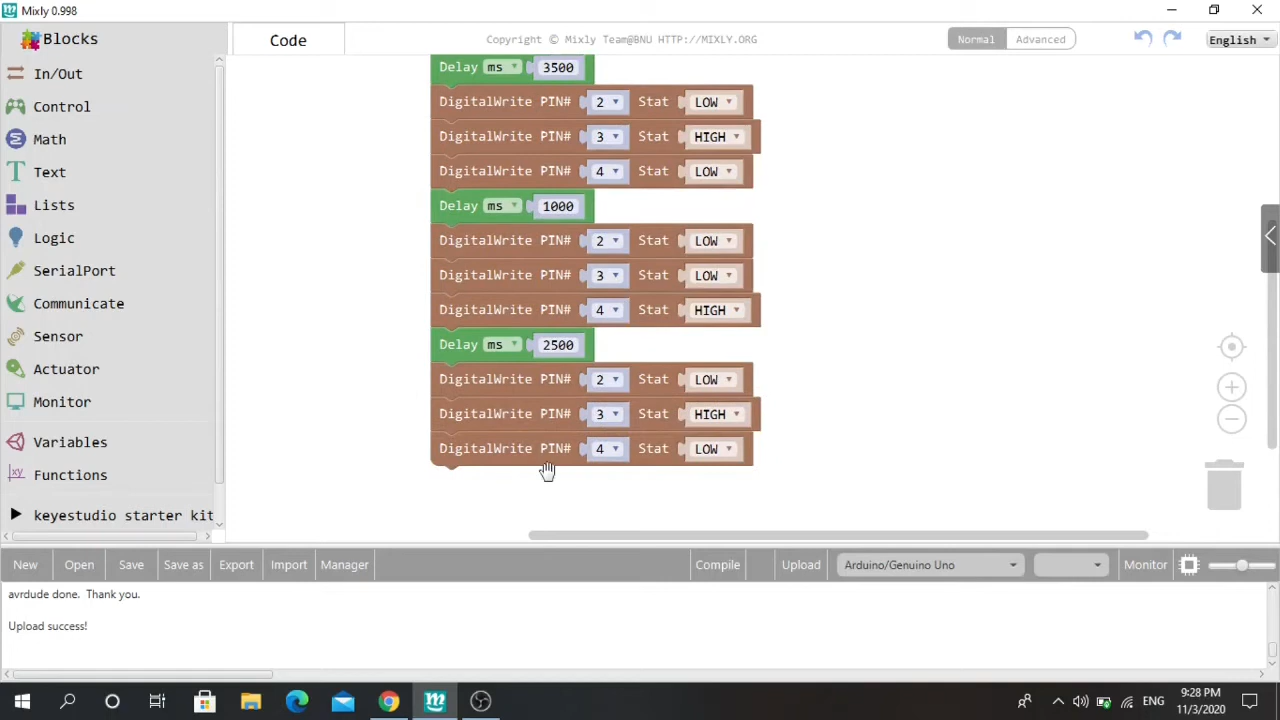 Mixly 0.998
Blocks
Code
Copyright © Mixly Team@BNU HTTP://MIXLY.ORG
Normal
Advanced
English
In/Out
Control
Math
Text
Lists
Logic
SerialPort
Communicate
Sensor
Actuator
Monitor
Variables
Functions
keyestudio starter kit
Delay ms 3500
DigitalWrite PIN# 2 Stat LOW
DigitalWrite PIN# 3 Stat HIGH
DigitalWrite PIN# 4 Stat LOW
Delay ms 1000
DigitalWrite PIN# 2 Stat LOW
DigitalWrite PIN# 3 Stat LOW
DigitalWrite PIN# 4 Stat HIGH
Delay ms 2500
DigitalWrite PIN# 2 Stat LOW
DigitalWrite PIN# 3 Stat HIGH
DigitalWrite PIN# 4 Stat LOW
New Open Save Save as Export Import Manager Compile Upload Arduino/Genuino Uno Monitor
avrdude done. Thank you.
Upload success!
ENG
9:28 PM
11/3/2020